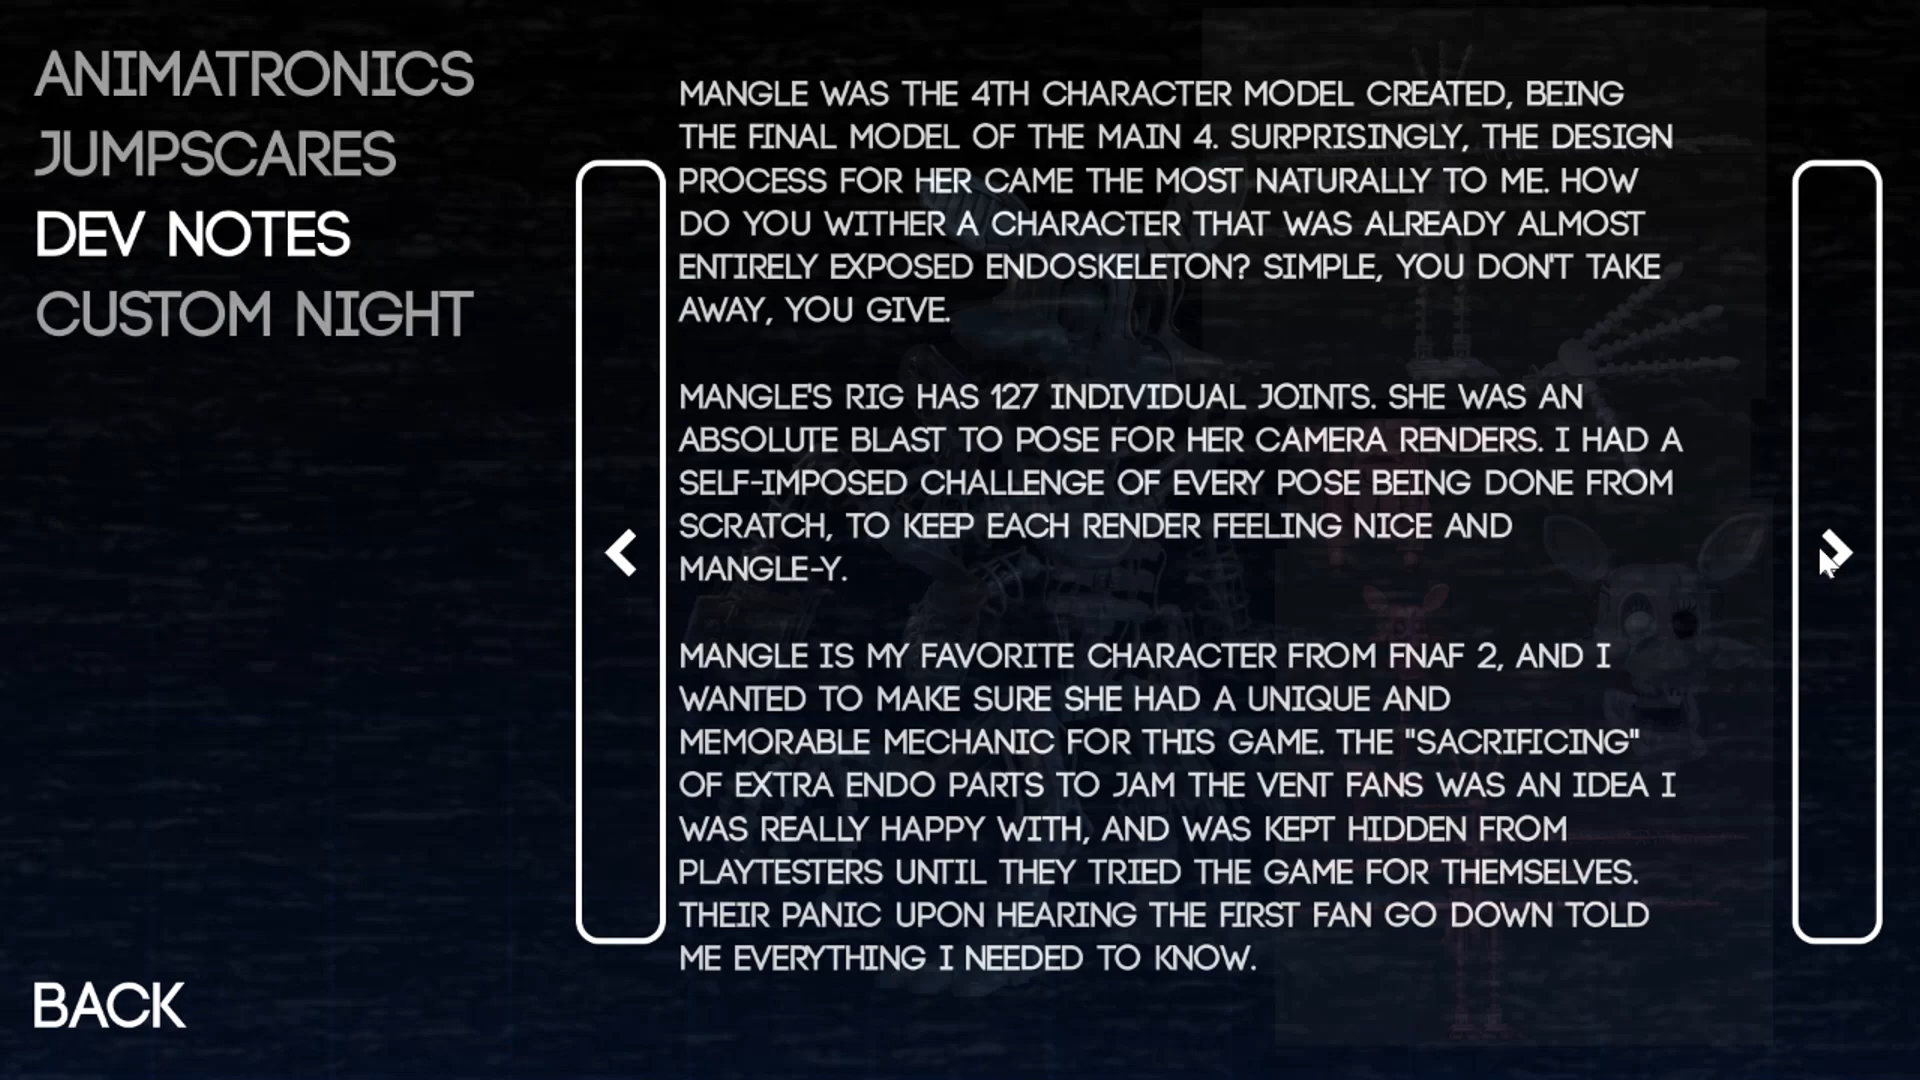 ANIMATRONICS
JUMPSCARES
DEV NOTES
CUSTOM NIGHT
MANGLE WAS THE 4TH CHARACTER MODEL CREATED, BEING
THE FINAL MODEL OF THE MAIN 4. SURPRISINGLY, THE DESIGN
PROCESS FOR HER CAME THE MOST NATURALLY TO ME. HOW
DO YOU WITHER A CHARACTER THAT WAS ALREADY ALMOST
ENTIRELY EXPOSED ENDOSKELETON? SIMPLE, YOU DON'T TAKE
AWAY, YOU GIVE.
MANGLE'S RIG HAS 127 INDIVIDUAL JOINTS. SHE WAS AN
ABSOLUTE BLAST TO POSE FOR HER CAMERA RENDERS. I HAD A
SELF-IMPOSED CHALLENGE OF EVERY POSE BEING DONE FROM
SCRATCH, TO KEEP EACH RENDER FEELING NICE AND
MANGLE-Y.
MANGLE IS MY FAVORITE CHARACTER FROM FNAF 2, AND I
WANTED TO MAKE SURE SHE HAD A UNIQUE AND
MEMORABLE MECHANIC FOR THIS GAME. THE "SACRIFICING"
OF EXTRA ENDO PARTS TO JAM THE VENT FANS WAS AN IDEA I
WAS REALLY HAPPY WITH, AND WAS KEPT HIDDEN FROM
PLAYTESTERS UNTIL THEY TRIED THE GAME FOR THEMSELVES.
THEIR PANIC UPON HEARING THE FIRST FAN GO DOWN TOLD
ME EVERYTHING I NEEDED TO KNOW.
BACK